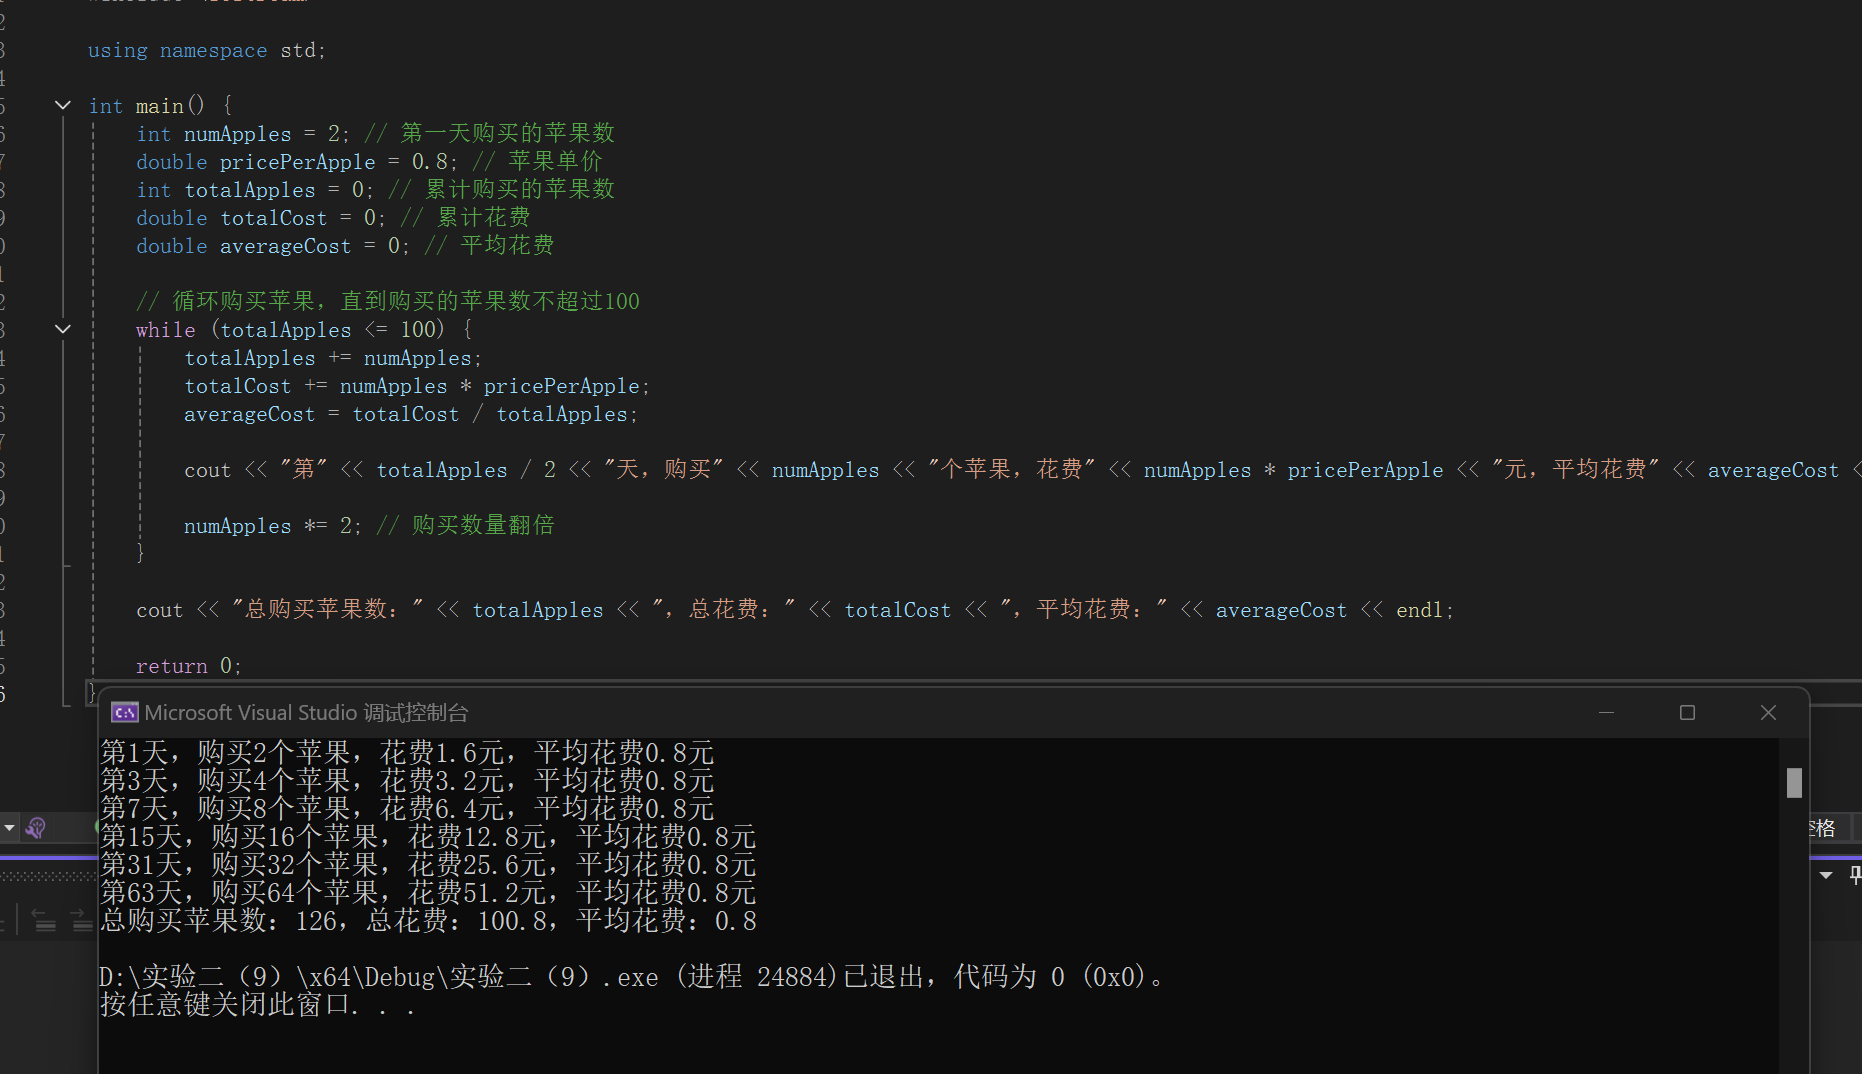 using namespace std;
int main() {
int numApples = 2; // 第一天购买的苹果数
double pricePerApple = 0.8; // 苹果单价
int totalApples = 0; // 累计购买的苹果数
double totalCost = 0; // 累计花费
double averageCost = 0; // 平均花费
// 循环购买苹果，直到购买的苹果数不超过100
while (totalApples <= 100) {
totalApples += numApples;
totalCost += numApples * pricePerApple;
averageCost = totalCost / totalApples;
cout << "第" << totalApples / 2 << "天，购买" << numApples << "个苹果，花费" << numApples * pricePerApple << "元，平均花费" << averageCost <
numApples *= 2; // 购买数量翻倍
}
cout << "总购买苹果数：" << totalApples << "，总花费：" << totalCost << "，平均花费：" << averageCost << endl;
return 0;
}
Microsoft Visual Studio 调试控制台
第1天，购买2个苹果，花费1.6元，平均花费0.8元
第3天，购买4个苹果，花费3.2元，平均花费0.8元
第7天，购买8个苹果，花费6.4元，平均花费0.8元
第15天，购买16个苹果，花费12.8元，平均花费0.8元
第31天，购买32个苹果，花费25.6元，平均花费0.8元
第63天，购买64个苹果，花费51.2元，平均花费0.8元
总购买苹果数：126，总花费：100.8，平均花费：0.8
D:\实验二（9）\x64\Debug\实验二（9）.exe (进程 24884)已退出，代码为 0 (0x0)。
按任意键关闭此窗口. . .
空格